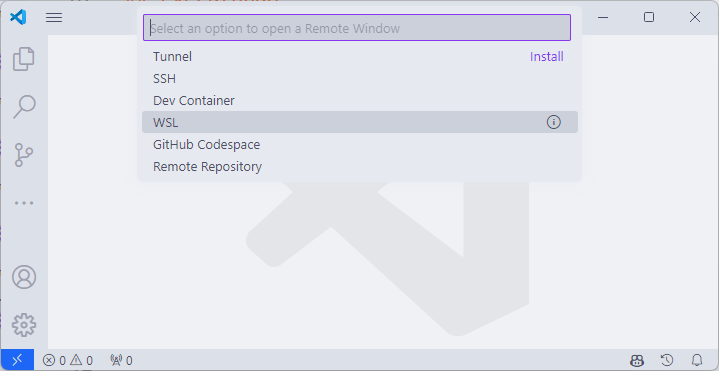 Select an option to open a Remote Window
Tunnel Install
SSH
Dev Container
WSL
GitHub Codespace
Remote Repository
0 0 0